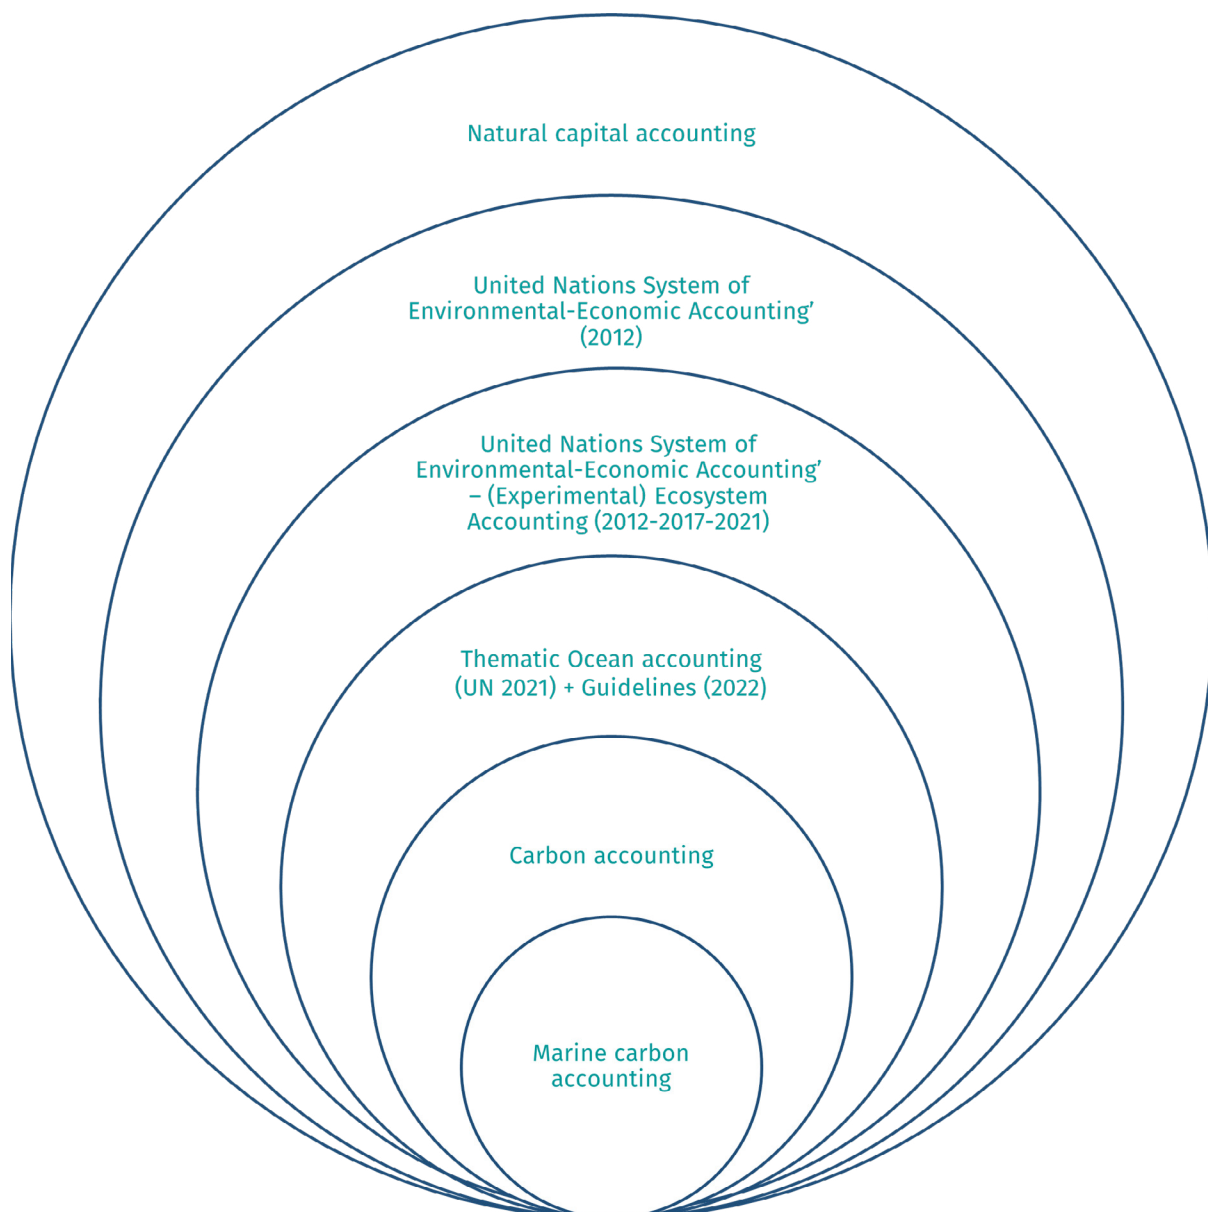 Natural capital accounting
United Nations System of
Environmental-Economic Accounting’
(2012)
United Nations System of
Environmental-Economic Accounting’
– (Experimental) Ecosystem
Accounting (2012-2017-2021)
Thematic Ocean accounting
(UN 2021) + Guidelines (2022)
Carbon accounting
Marine carbon
accounting